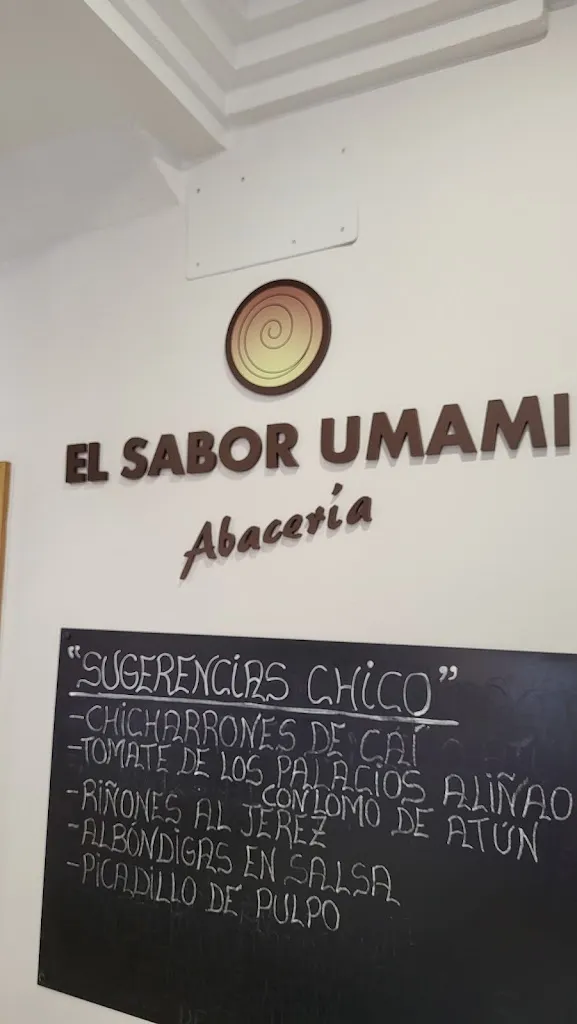 EL SABOR UMAMI
Abacería
"SUGERENCIAS CHICO"
-CHICHARRONES DE CAÍ
-TOMATE DE LOS PALACIOS ALIÑAO
CON LOMO DE ATÚN
-RIÑONES AL JEREZ
-ALBÓNDIGAS EN SALSA
-PICADILLO DE PULPO